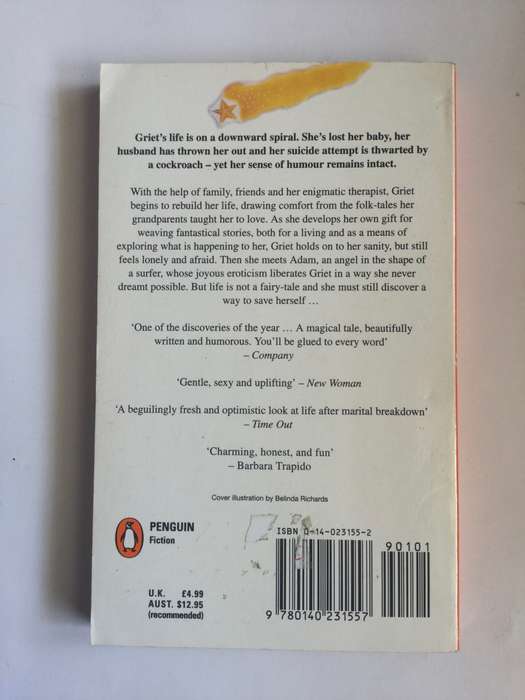 Griet's life is on a downward spiral. She's lost her baby, her
husband has thrown her out and her suicide attempt is thwarted by
a cockroach – yet her sense of humour remains intact.
With the help of family, friends and her enigmatic therapist, Griet
begins to rebuild her life, drawing comfort from the folk-tales her
grandparents taught her to love. As she develops her own gift for
weaving fantastical stories, both for a living and as a means of
exploring what is happening to her, Griet holds on to her sanity, but still
feels lonely and afraid. Then she meets Adam, an angel in the shape of
a surfer, whose joyous eroticism liberates Griet in a way she never
dreamt possible. But life is not a fairy-tale and she must still discover a
way to save herself …
‘One of the discoveries of the year … A magical tale, beautifully
written and humorous. You'll be glued to every word’
– Company
‘Gentle, sexy and uplifting’ – New Woman
‘A beguilingly fresh and optimistic look at life after marital breakdown’
– Time Out
‘Charming, honest, and fun’
– Barbara Trapido
Cover illustration by Belinda Richards
PENGUIN
Fiction
U.K. £4.99
AUST. $12.95
(recommended)
ISBN 0-14-023155-2
90101
9 780140 231557